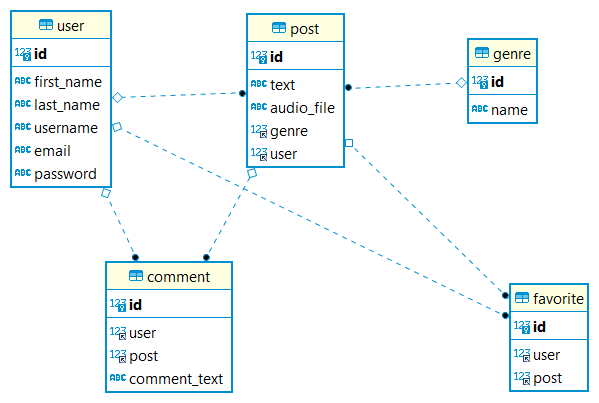 user
id
first_name
last_name
username
email
password
post
id
text
audio_file
genre
user
genre
id
name
comment
id
user
post
comment_text
favorite
id
user
post